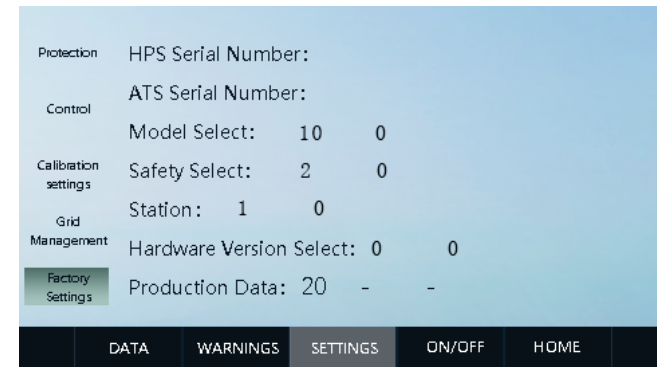 Protection
Control
Calibration
settings
Grid
Management
Factory
Settings
HPS Serial Number:
ATS Serial Number:
Model Select: 10 0
Safety Select: 2 0
Station: 1 0
Hardware Version Select: 0 0
Production Data: 20 - -
DATA WARNINGS SETTINGS ON/OFF HOME